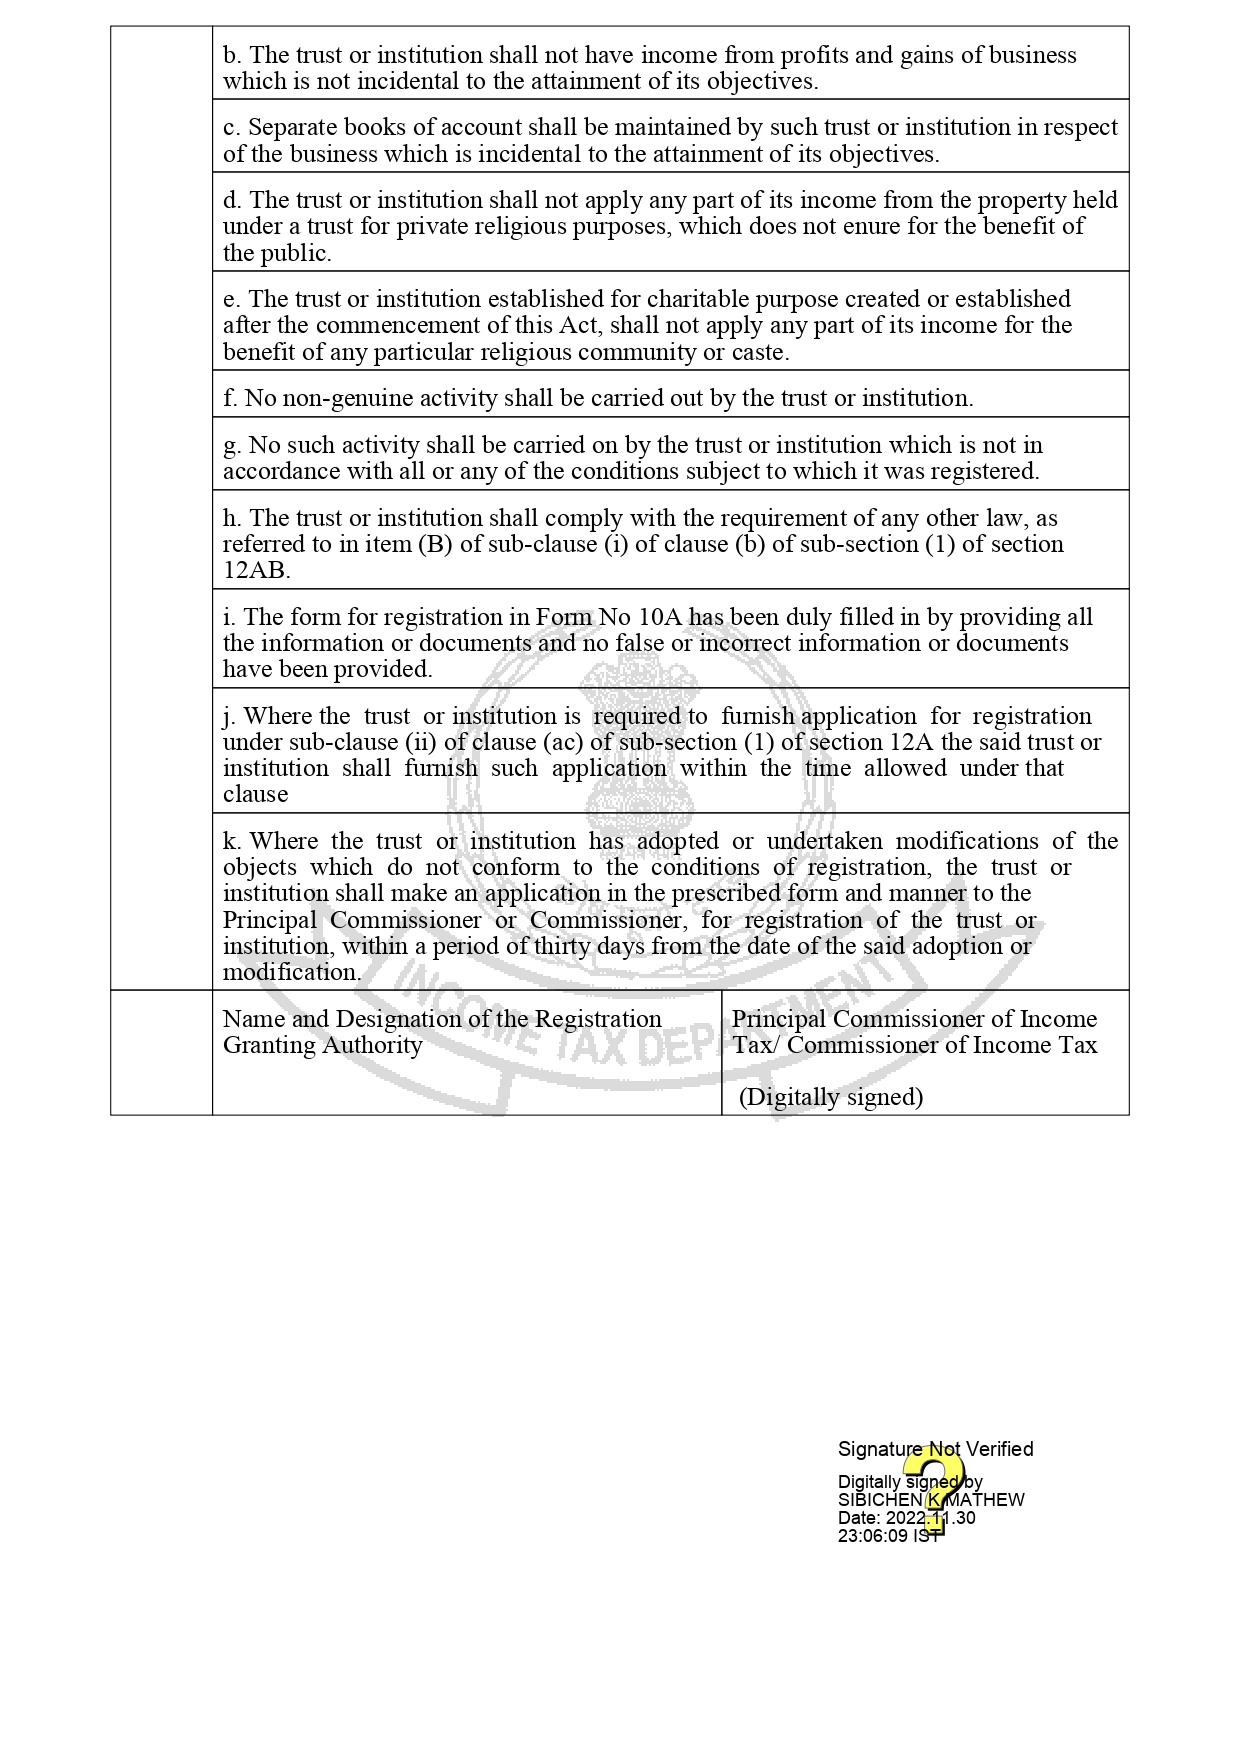 b. The trust or institution shall not have income from profits and gains of business
which is not incidental to the attainment of its objectives.
c. Separate books of account shall be maintained by such trust or institution in respect
of the business which is incidental to the attainment of its objectives.
d. The trust or institution shall not apply any part of its income from the property held
under a trust for private religious purposes, which does not enure for the benefit of
the public.
e. The trust or institution established for charitable purpose created or established
after the commencement of this Act, shall not apply any part of its income for the
benefit of any particular religious community or caste.
f. No non-genuine activity shall be carried out by the trust or institution.
g. No such activity shall be carried on by the trust or institution which is not in
accordance with all or any of the conditions subject to which it was registered.
h. The trust or institution shall comply with the requirement of any other law, as
referred to in item (B) of sub-clause (i) of clause (b) of sub-section (1) of section
12AB.
i. The form for registration in Form No 10A has been duly filled in by providing all
the information or documents and no false or incorrect information or documents
have been provided.
j. Where the trust or institution is required to furnish application for registration
under sub-clause (ii) of clause (ac) of sub-section (1) of section 12A the said trust or
institution shall furnish such application within the time allowed under that
clause
k. Where the trust or institution has adopted or undertaken modifications of the
objects which do not conform to the conditions of registration, the trust or
institution shall make an application in the prescribed form and manner to the
Principal Commissioner or Commissioner, for registration of the trust or
institution, within a period of thirty days from the date of the said adoption or
modification.
INCOME TAX DEPARTMENT
Name and Designation of the Registration
Granting Authority
Principal Commissioner of Income
Tax/ Commissioner of Income Tax
(Digitally signed)
Signature Not Verified
Digitally signed by
SIBICHEN K MATHEW
Date: 2022.11.30
23:06:09 IST